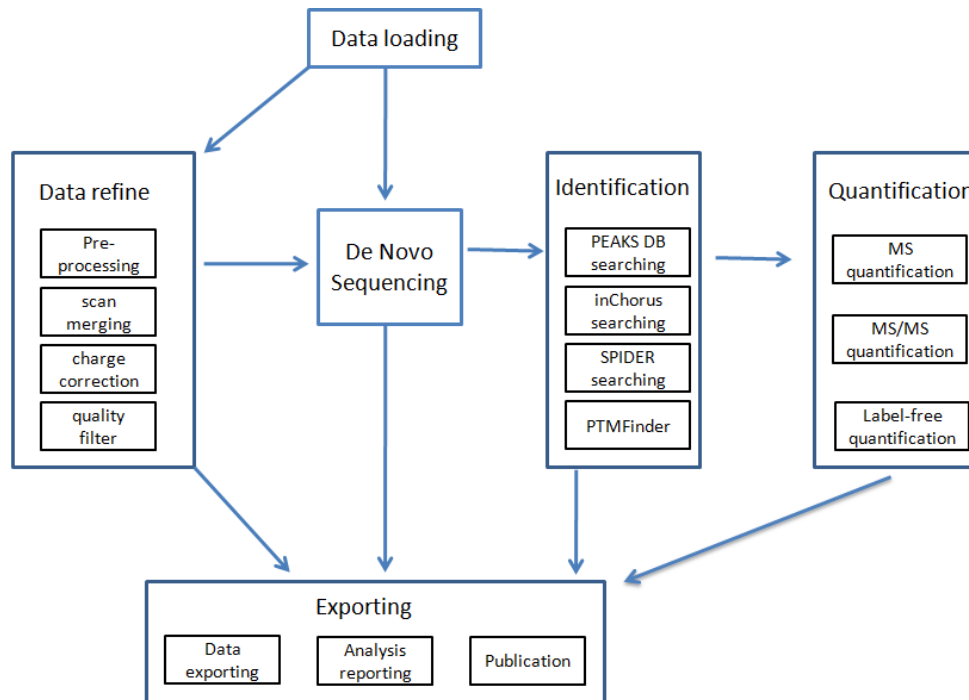 Data loading
Data refine
Pre-
processing
scan
merging
charge
correction
quality
filter
De Novo
Sequencing
Identification
PEAKS DB
searching
inChorus
searching
SPIDER
searching
PTMFinder
Quantification
MS
quantification
MS/MS
quantification
Label-free
quantification
Exporting
Data
exporting
Analysis
reporting
Publication